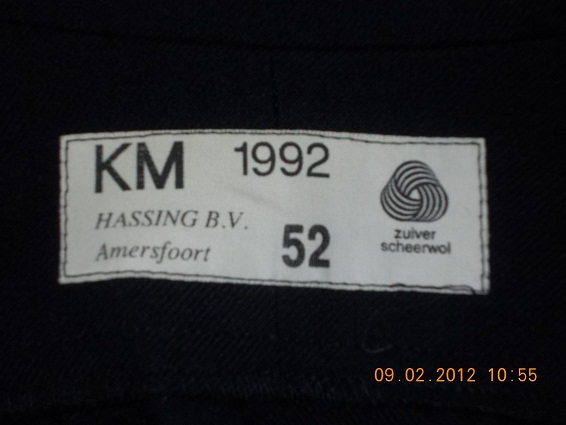 KM 1992
HASSING B.V.
Amersfoort 52
zuiver
scheerwol
09.02.2012 10:55